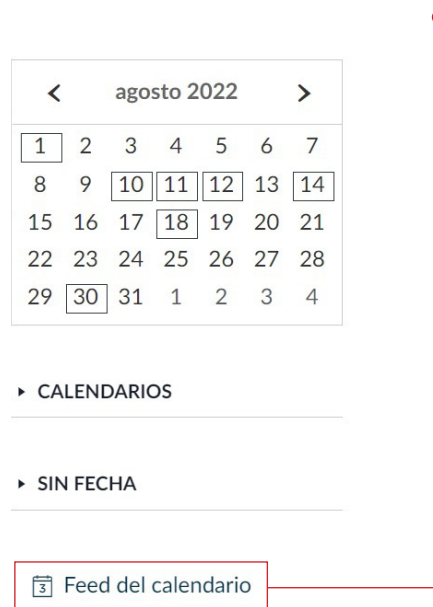 agosto 2022
1 2 3 4 5 6 7
8 9 10 11 12 13 14
15 16 17 18 19 20 21
22 23 24 25 26 27 28
29 30 31 1 2 3 4
CALENDARIOS
SIN FECHA
3 Feed del calendario